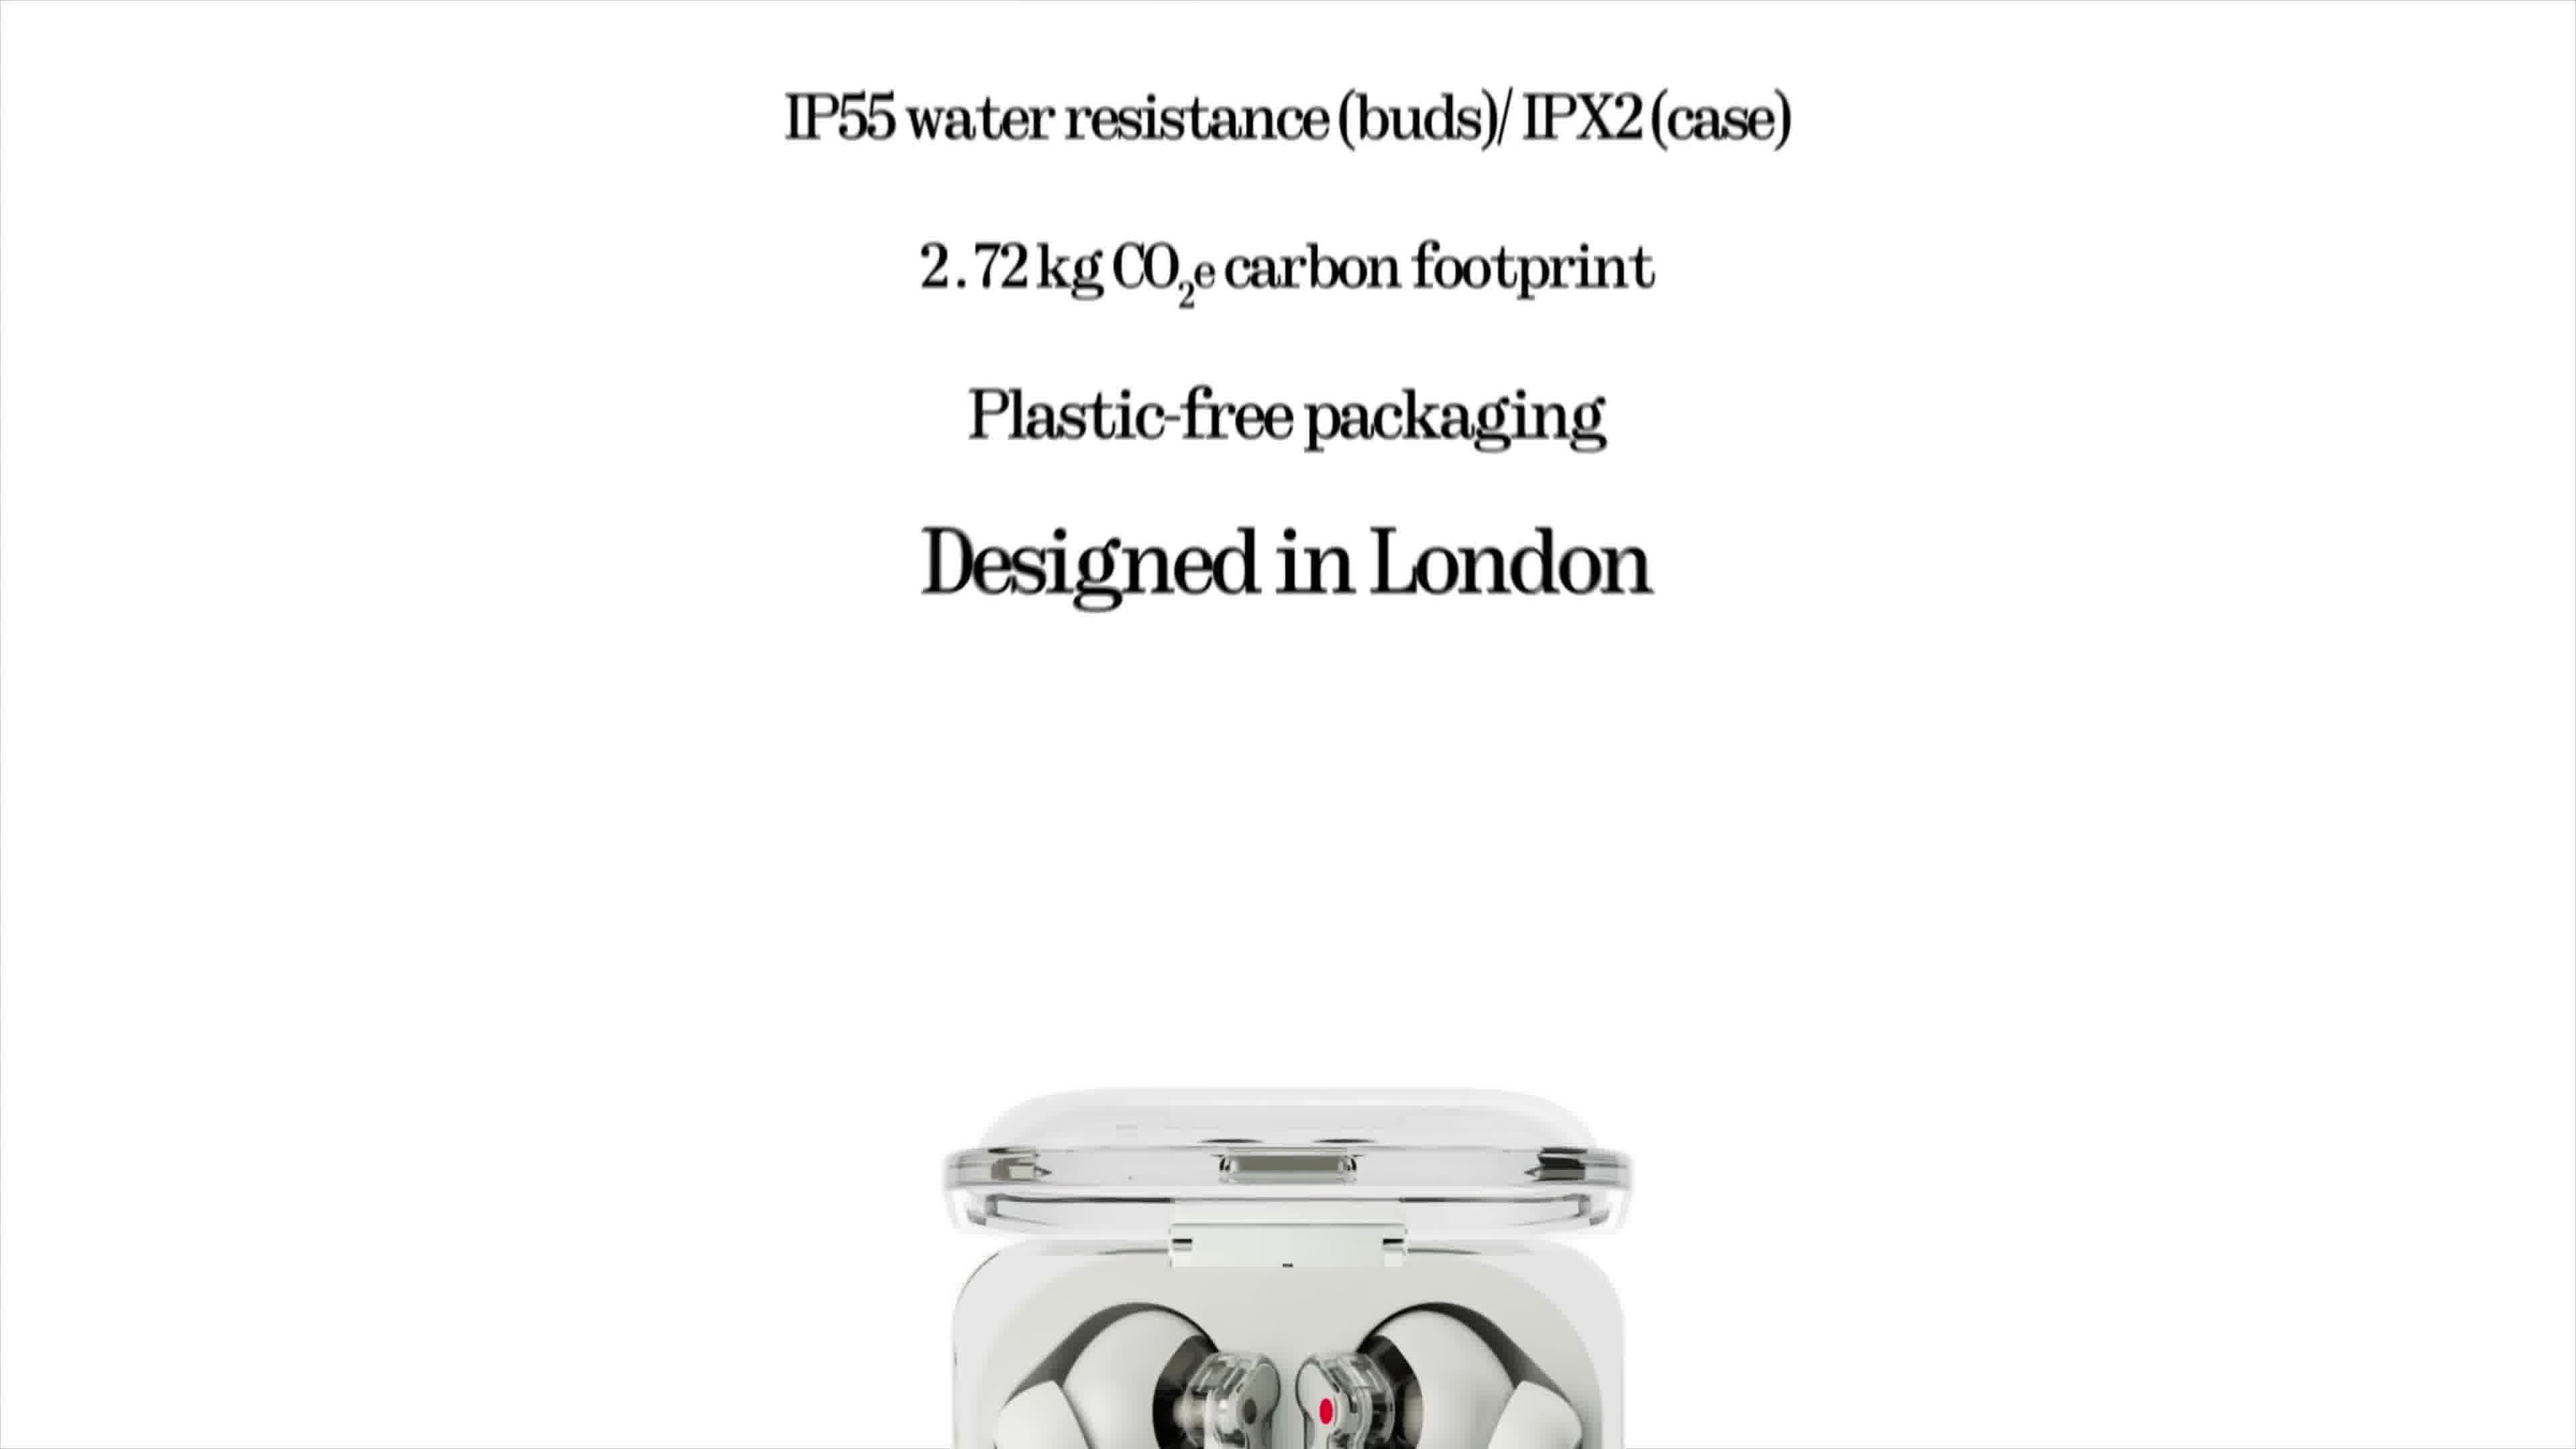 IP55 water resistance (buds)/ IPX2 (case)
2.72 kg CO₂e carbon footprint
Plastic-free packaging
Designed in London